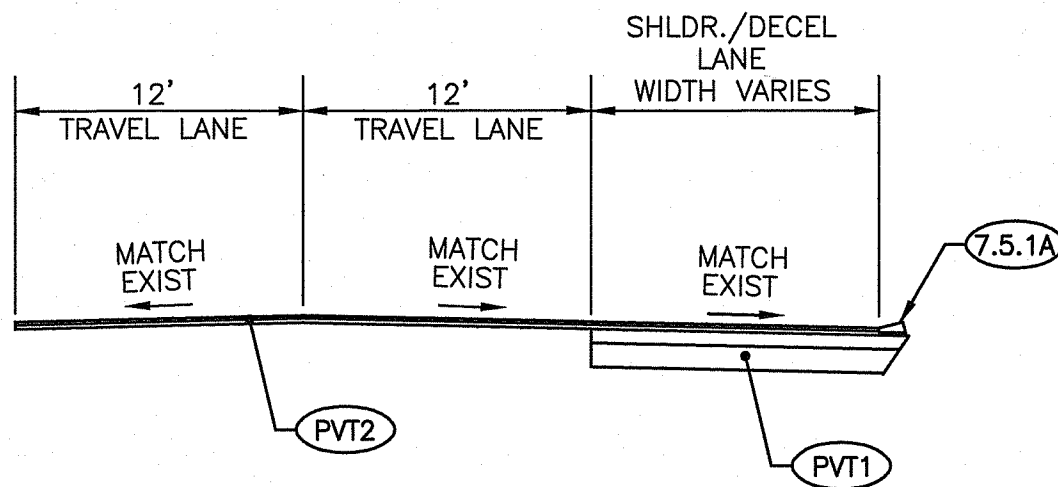 SHLDR./DECEL
LANE
WIDTH VARIES
12'
TRAVEL LANE
12'
TRAVEL LANE
MATCH
EXIST
MATCH
EXIST
MATCH
EXIST
7.5.1A
PVT2
PVT1